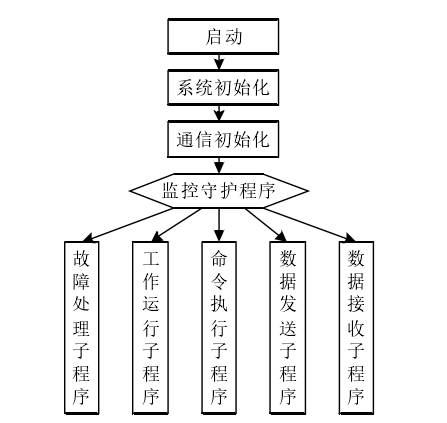 启动
系统初始化
通信初始化
监控守护程序
故障处理子程序
工作运行子程序
命令执行子程序
数据发送子程序
数据接收子程序